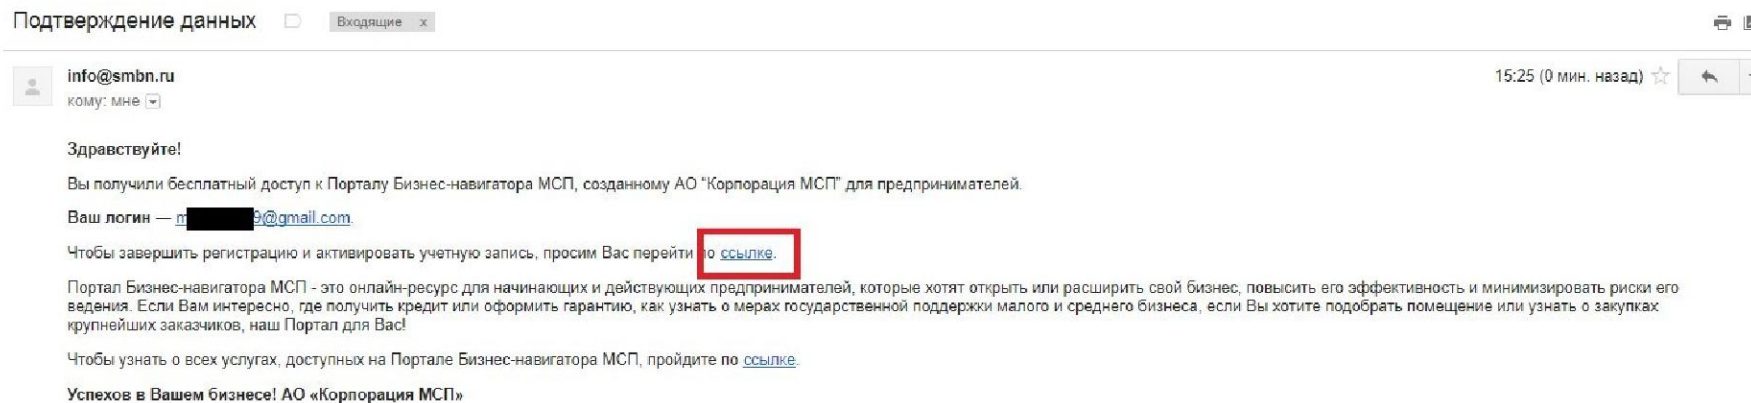 Подтверждение данных Входящие x
info@smbn.ru 15:25 (0 мин. назад)
кому: мне
Здравствуйте!
Вы получили бесплатный доступ к Порталу Бизнес-навигатора МСП, созданному АО "Корпорация МСП" для предпринимателей.
Ваш логин — m 9@gmail.com.
Чтобы завершить регистрацию и активировать учетную запись, просим Вас перейти по ссылке.
Портал Бизнес-навигатора МСП - это онлайн-ресурс для начинающих и действующих предпринимателей, которые хотят открыть или расширить свой бизнес, повысить его эффективность и минимизировать риски его
ведения. Если Вам интересно, где получить кредит или оформить гарантию, как узнать о мерах государственной поддержки малого и среднего бизнеса, если Вы хотите подобрать помещение или узнать о закупках
крупнейших заказчиков, наш Портал для Вас!
Чтобы узнать о всех услугах, доступных на Портале Бизнес-навигатора МСП, пройдите по ссылке.
Успехов в Вашем бизнесе! АО «Корпорация МСП»